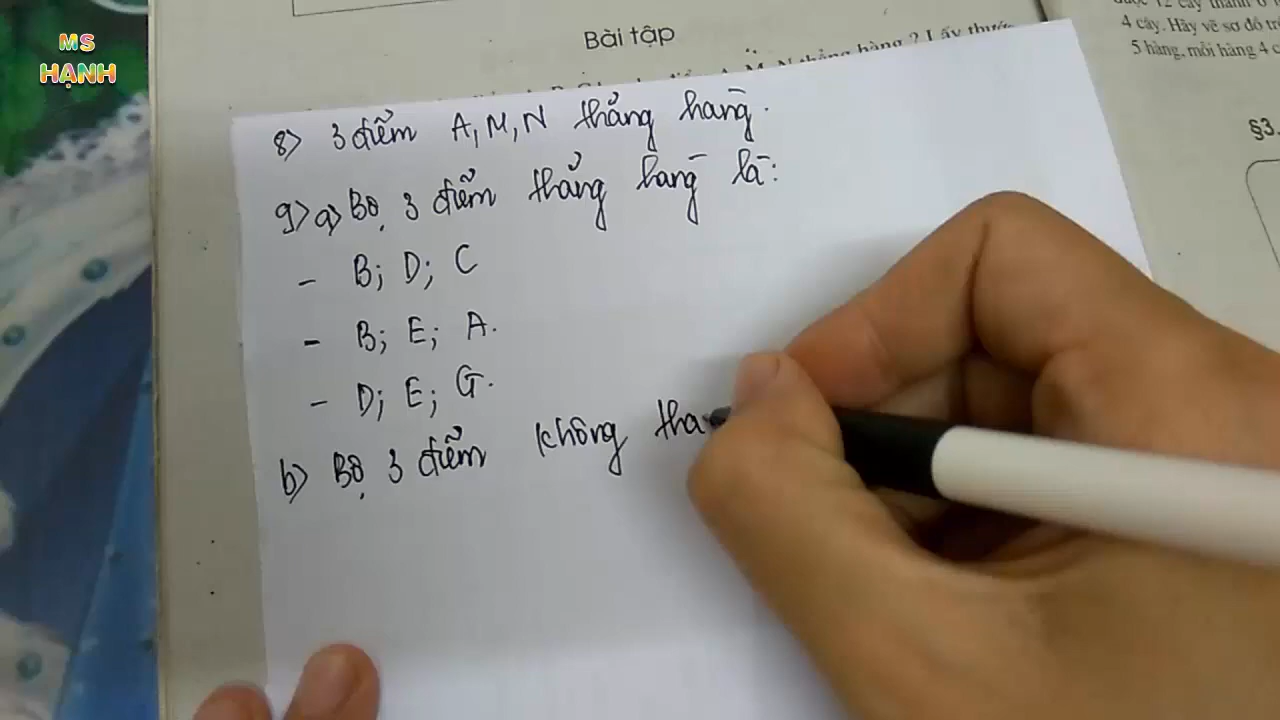 MS
HẠNH
Bài tập
4 cây. Hãy vẽ sơ đồ
5 hàng, mỗi hàng 4
§3.
8) 3 điểm A, M, N thẳng hàng.
9) a) Bộ 3 điểm thẳng hàng là:
- B; D; C
- B; E; A.
- D; E; G.
b) Bộ 3 điểm không